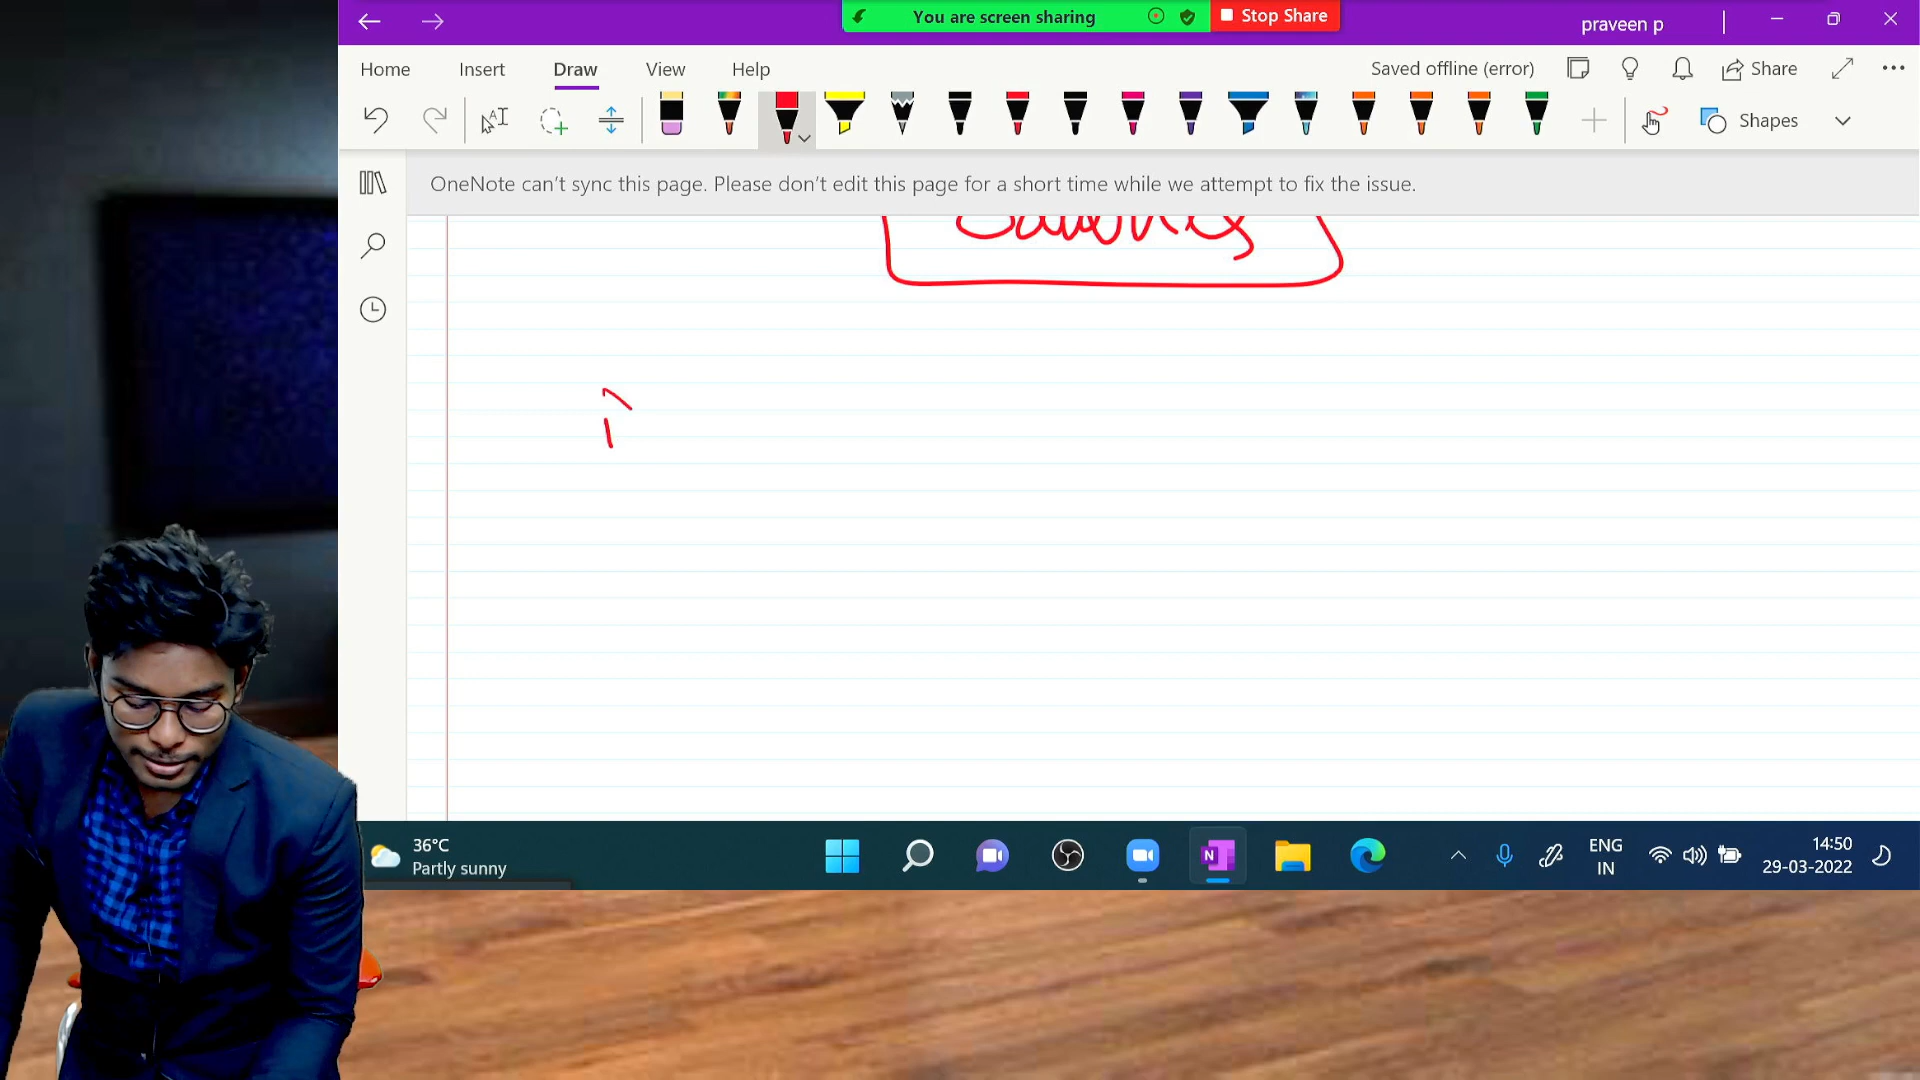 You are screen sharing Stop Share
praveen p
Home Insert Draw View Help
Saved offline (error) Share
Shapes
OneNote can't sync this page. Please don't edit this page for a short time while we attempt to fix the issue.
36°C
Partly sunny
ENG
IN
14:50
29-03-2022